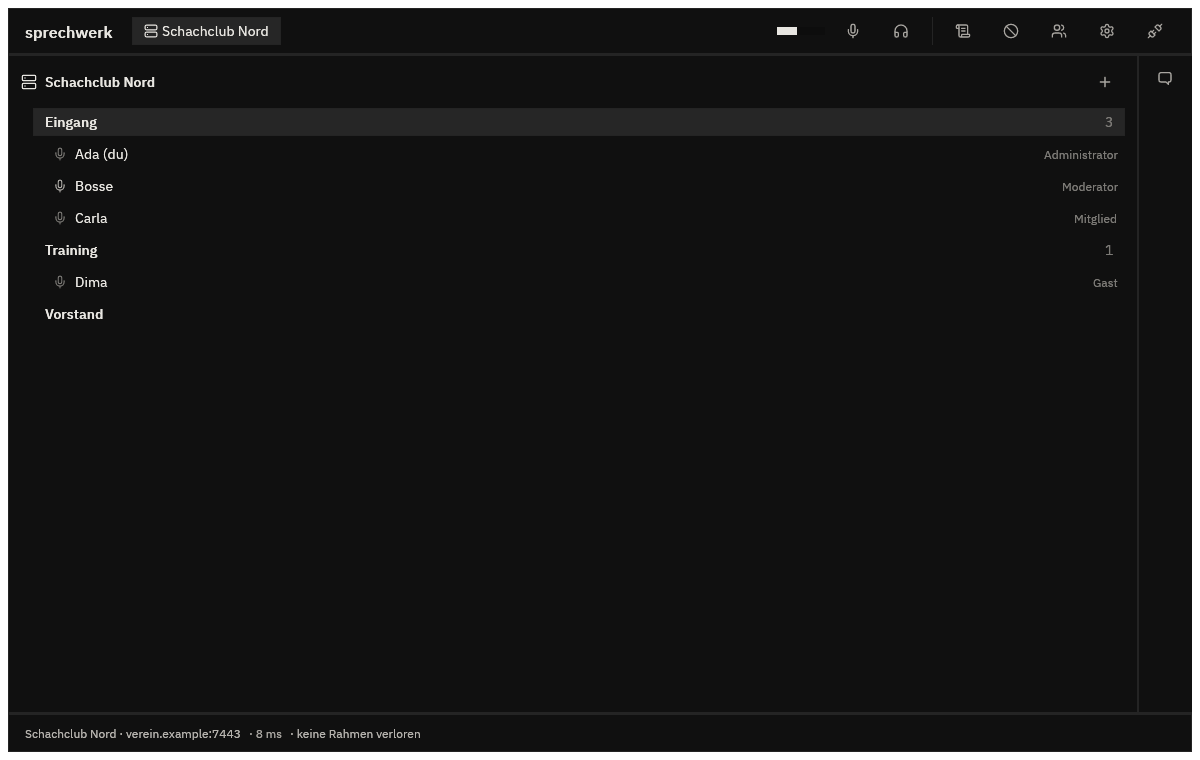 sprechwerk Schachclub Nord
Schachclub Nord
Eingang 3
Ada (du) Administrator
Bosse Moderator
Carla Mitglied
Training 1
Dima Gast
Vorstand
Schachclub Nord · verein.example:7443 · 8 ms · keine Rahmen verloren